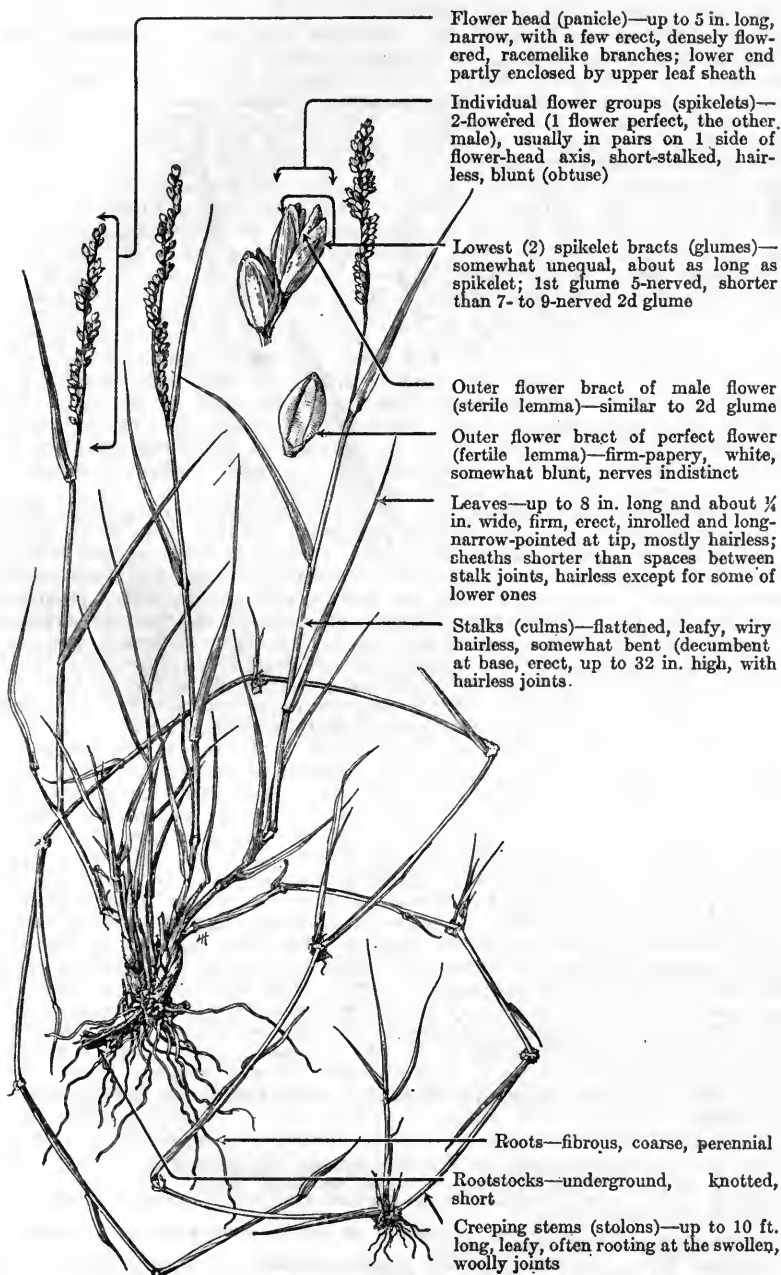 Flower head (panicle)—up to 5 in. long,
narrow, with a few erect, densely flow-
ered, racemelike branches; lower end
partly enclosed by upper leaf sheath
Individual flower groups (spikelets)—
2-flowered (1 flower perfect, the other
male), usually in pairs on 1 side of
flower-head axis, short-stalked, hair-
less, blunt (obtuse)
Lowest (2) spikelet bracts (glumes)—
somewhat unequal, about as long as
spikelet; 1st glume 5-nerved, shorter
than 7- to 9-nerved 2d glume
Outer flower bract of male flower
(sterile lemma)—similar to 2d glume
Outer flower bract of perfect flower
(fertile lemma)—firm-papery, white,
somewhat blunt, nerves indistinct
Leaves—up to 8 in. long and about ¼
in. wide, firm, erect, inrolled and long-
narrow-pointed at tip, mostly hairless;
cheaths shorter than spaces between
stalk joints, hairless except for some of
lower ones
Stalks (culms)—flattened, leafy, wiry
hairless, somewhat bent (decumbent
at base, erect, up to 32 in. high, with
hairless joints.
Roots—fibrous, coarse, perennial
Rootstocks—underground, knotted,
short
Creeping stems (stolons)—up to 10 ft.
long, leafy, often rooting at the swollen,
woolly joints